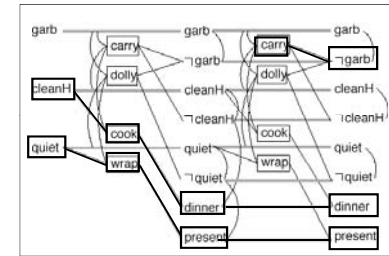 garb garb garb
carry carry
¬garb ¬garb
dolly dolly
cleanH cleanH cleanH
¬cleanH ¬cleanH
cook cook
quiet quiet quiet
wrap wrap
¬quiet ¬quiet
dinner dinner
present present